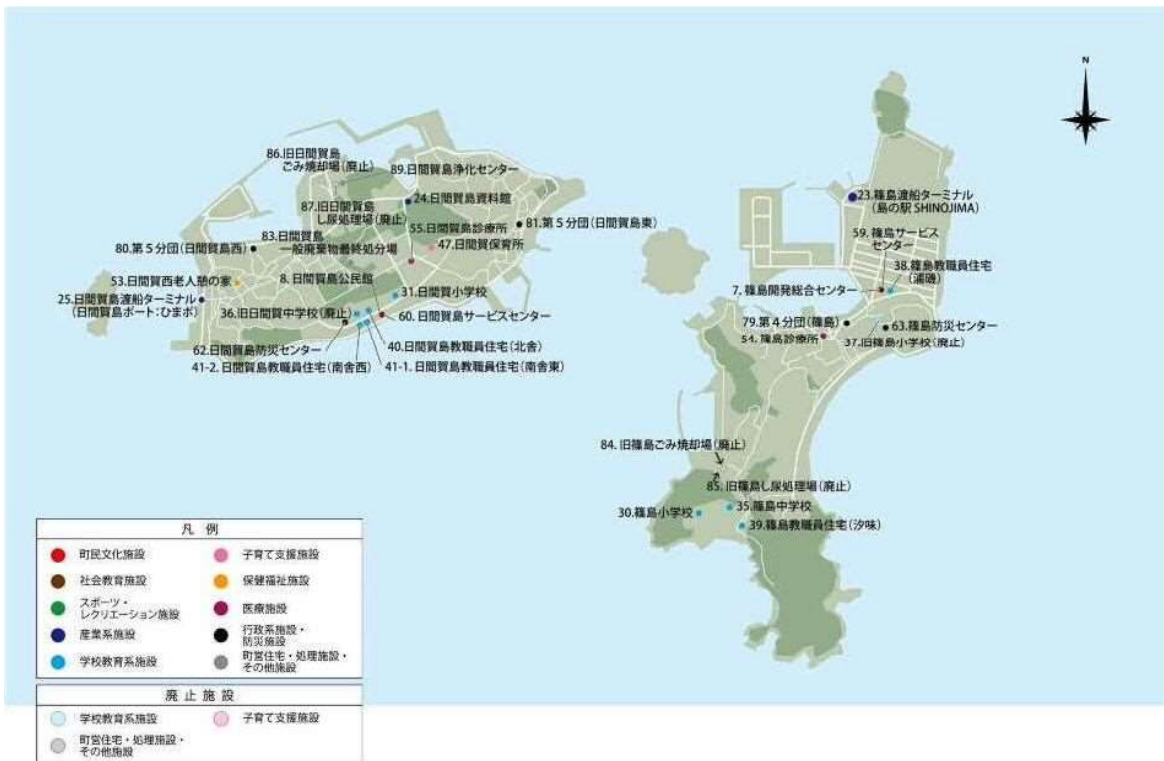 N
86.旧日間賀島
ごみ焼却場（廃止）
89.日間賀島浄化センター
87.旧日間賀島
し尿処理場（廃止）
24.日間賀島資料館
55.日間賀島診療所
47.日間賀保育所
81.第５分団（日間賀島東）
83.日間賀島
一般廃棄物最終処分場
80.第５分団（日間賀島西）
53.日間賀西老人憩の家
8.日間賀島公民館
25.日間賀島渡船ターミナル
（日間賀島ポート：ひまポ）
31.日間賀小学校
36.旧日間賀中学校（廃止）
60.日間賀島サービスセンター
62.日間賀島防災センター
40.日間賀島教職員住宅（北舎）
41-2.日間賀島教職員住宅（南舎西）
41-1.日間賀島教職員住宅（南舎東）
23.篠島渡船ターミナル
（島の駅 SHINOJIMA）
59.篠島サービス
センター
38.篠島教職員住宅
（浦磯）
7.篠島開発総合センター
79.第４分団（篠島）
63.篠島防災センター
54.篠島診療所
37.旧篠島小学校（廃止）
84.旧篠島ごみ焼却場（廃止）
85.旧篠島し尿処理場（廃止）
30.篠島小学校
35.篠島中学校
39.篠島教職員住宅（汐味）
凡 例
町民文化施設
子育て支援施設
社会教育施設
保健福祉施設
スポーツ・
レクリエーション施設
医療施設
産業系施設
行政系施設・
防災施設
学校教育系施設
町営住宅・処理施設・
その他施設
廃止施設
学校教育系施設
子育て支援施設
町営住宅・処理施設・
その他施設